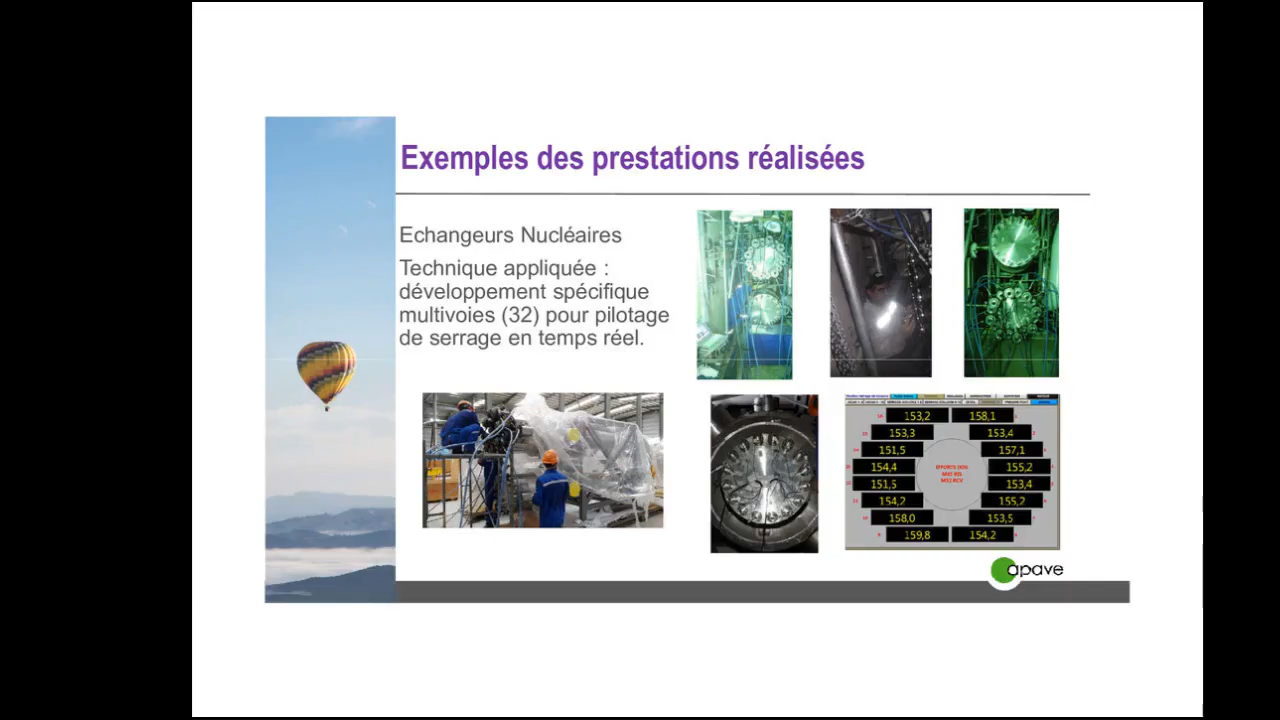 Exemples des prestations réalisées
Echangeurs Nucléaires
Technique appliquée :
développement spécifique
multivoies (32) pour pilotage
de serrage en temps réel.
153,2 158,1
153,3 153,4
151,5 157,1
154,4 155,2
151,5 153,4
154,2 155,2
158,0 153,5
159,8 154,2
apave